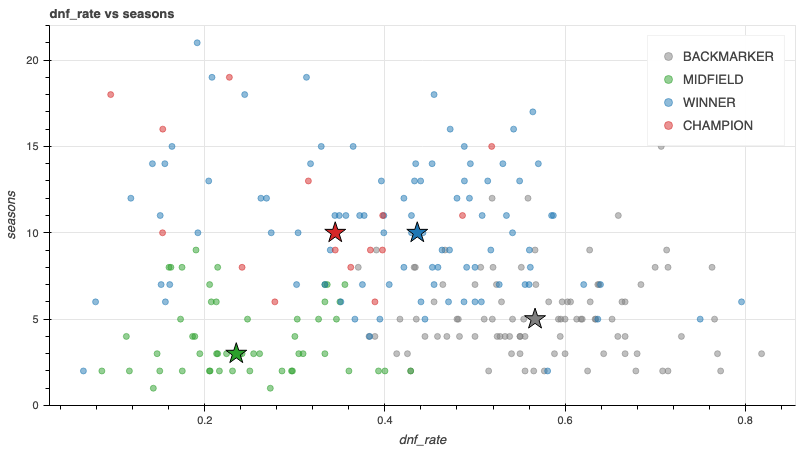 dnf_rate vs seasons
BACKMARKER
MIDFIELD
WINNER
CHAMPION
seasons
20
15
10
5
0
0.2
0.4
0.6
0.8
dnf_rate